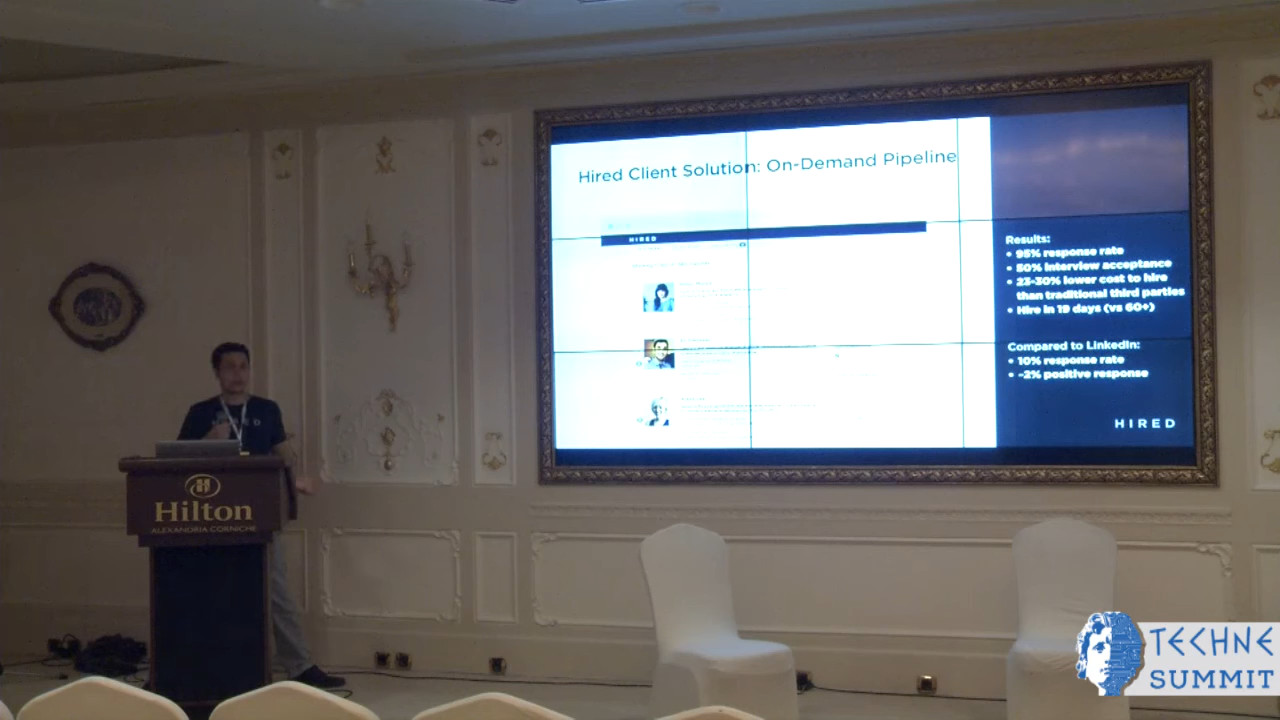 Hired Client Solution: On-Demand Pipeline
HIRED
Results:
• 95% response rate
• 50% interview acceptance
• 23-30% lower cost to hire
than traditional third parties
• Hire in 19 days (vs 60+)
Compared to LinkedIn:
• 10% response rate
• ~2% positive response
HIRED
Hilton
ALEXANDRIA CORNICHE
TECHNE
SUMMIT